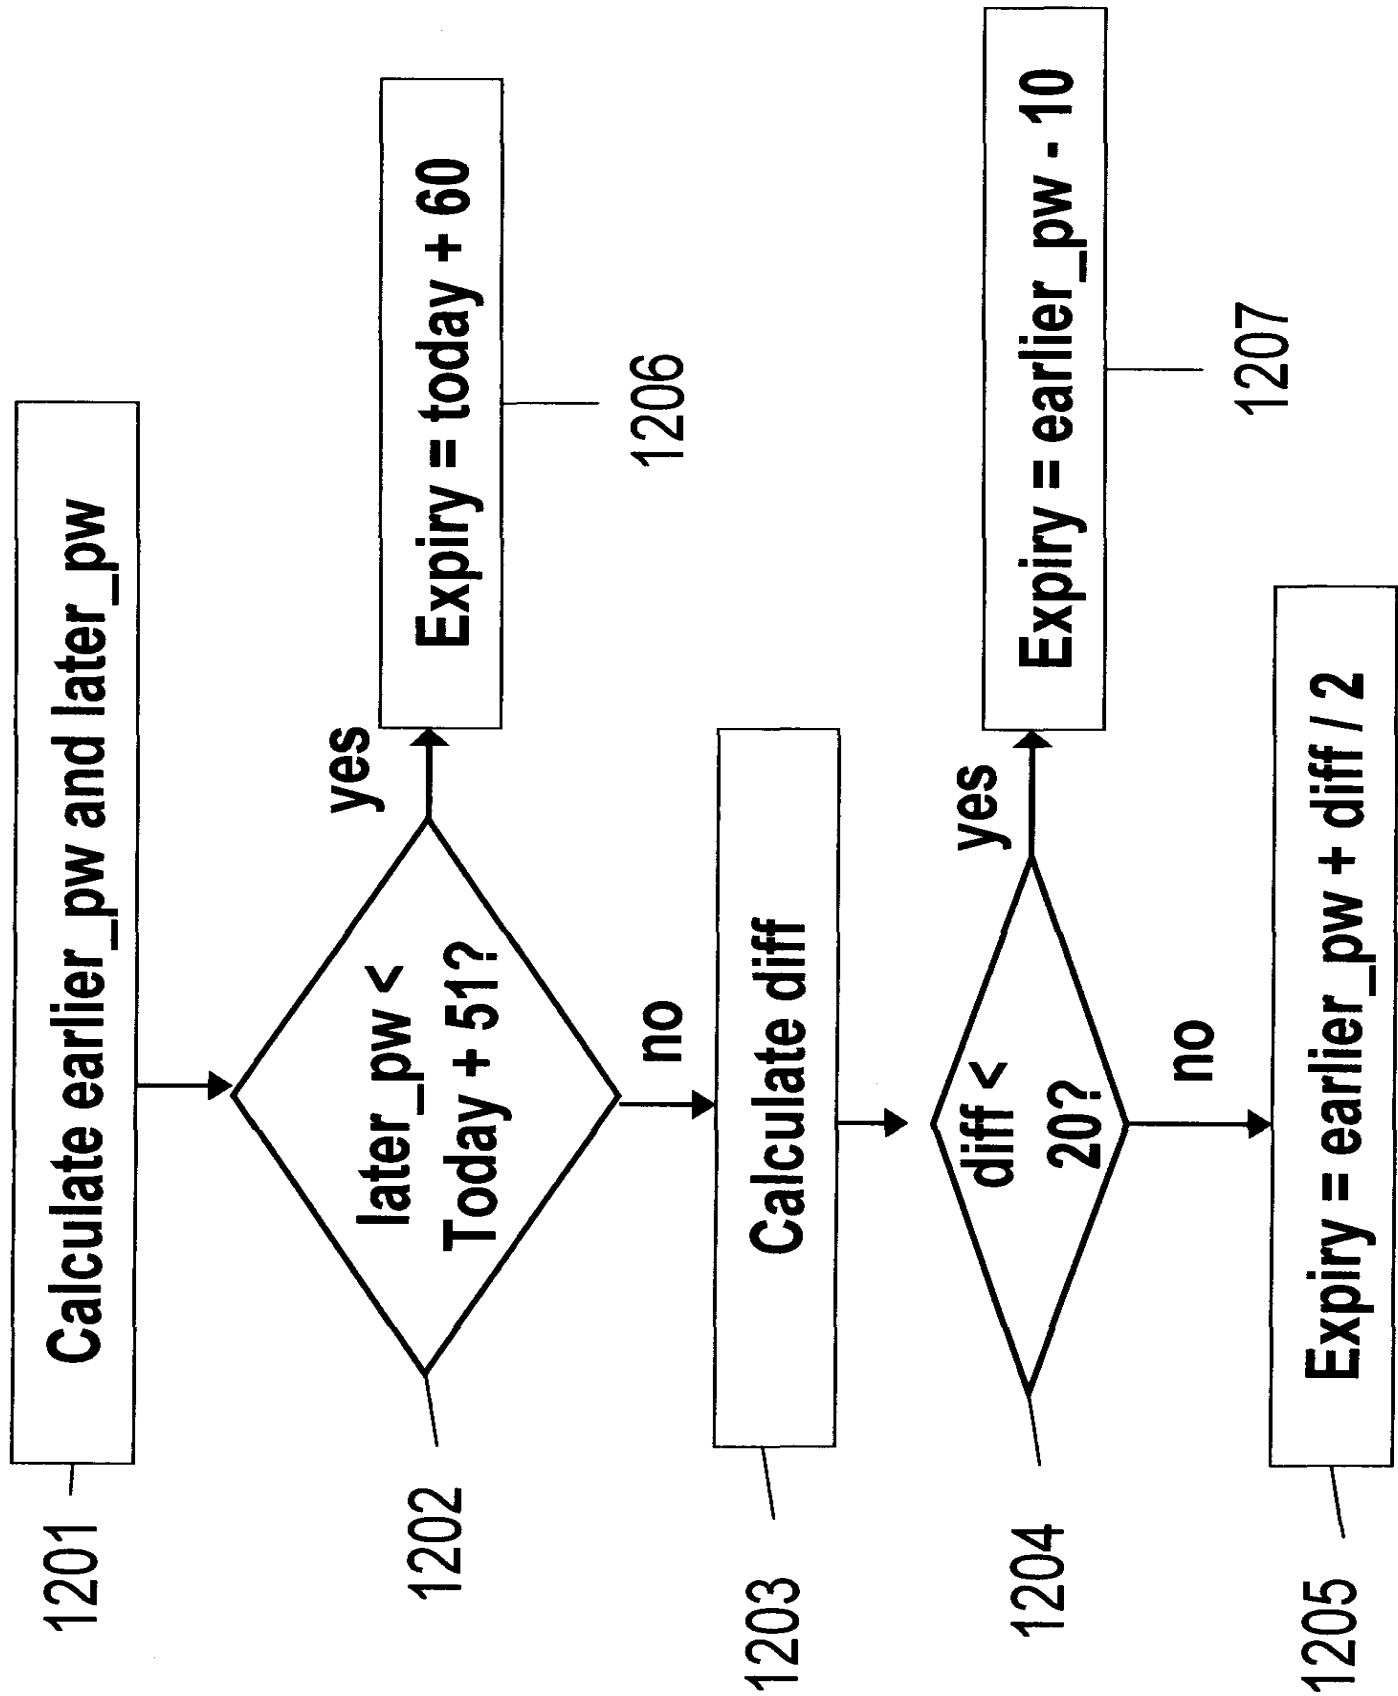 1201
Calculate earlier_pw and later_pw
1202
later_pw <
Today + 51?
yes
Expiry = today + 60
1206
no
1203
Calculate diff
1204
diff <
20?
yes
Expiry = earlier_pw - 10
1207
no
1205
Expiry = earlier_pw + diff / 2